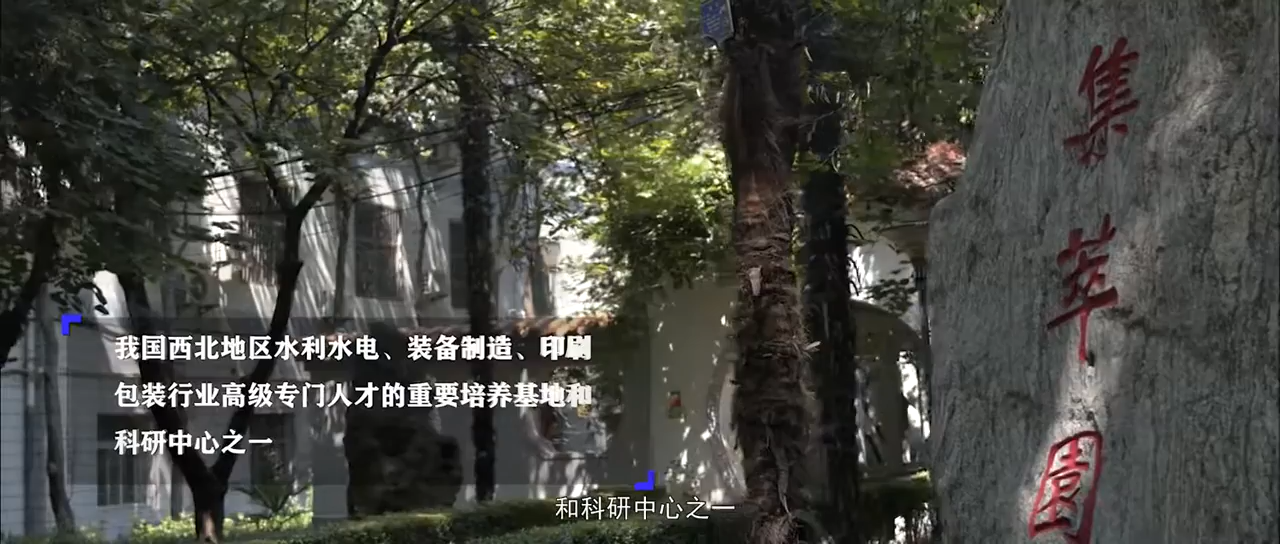 我国西北地区水利水电、装备制造、印刷
包装行业高级专门人才的重要培养基地和
科研中心之一
和科研中心之一
集萃园